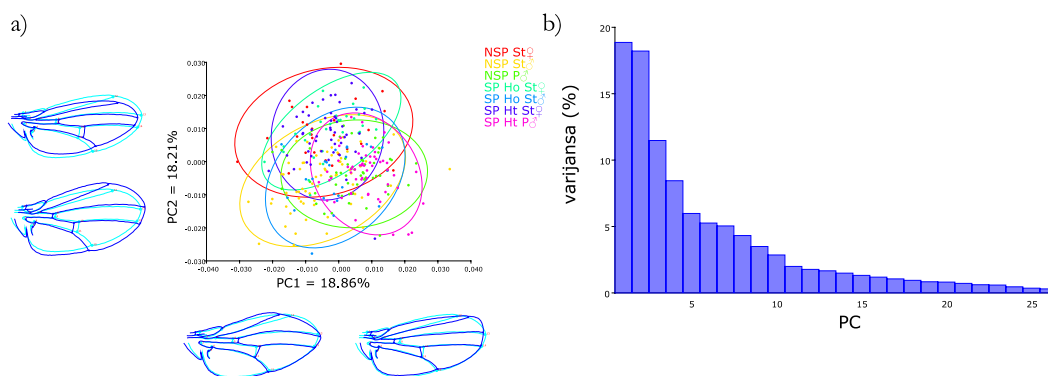 a)
NSP St♀
NSP St♂
NSP P♂
SP Ho St♀
SP Ho St♂
SP Ht St♀
SP Ht P♂
PC2 = 18.21%
0.030
0.020
0.010
0.000
-0.010
-0.020
-0.030
-0.040 -0.030 -0.020 -0.010 0.000 0.010 0.020 0.030 0.040
PC1 = 18.86%
b)
varijansa (%)
20
15
10
5
0
5 10 15 20 25
PC